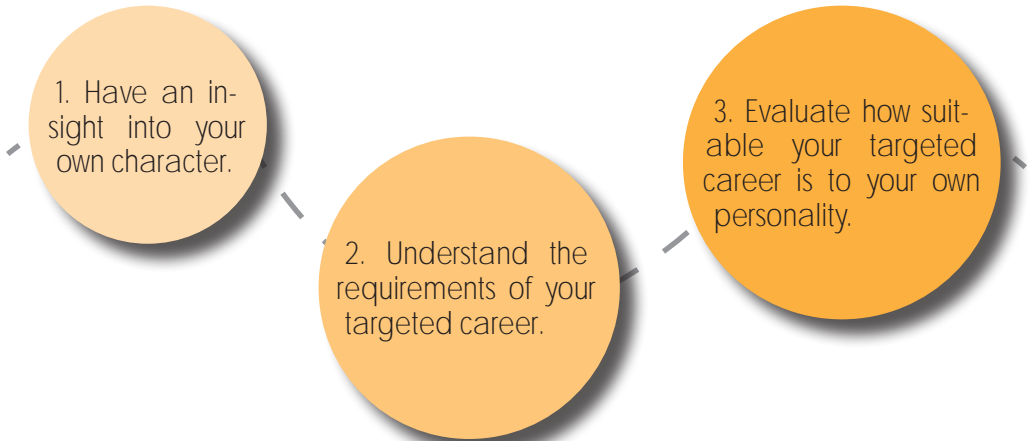 1. Have an in-
sight into your
own character.
2. Understand the
requirements of your
targeted career.
3. Evaluate how suit-
able your targeted
career is to your own
personality.